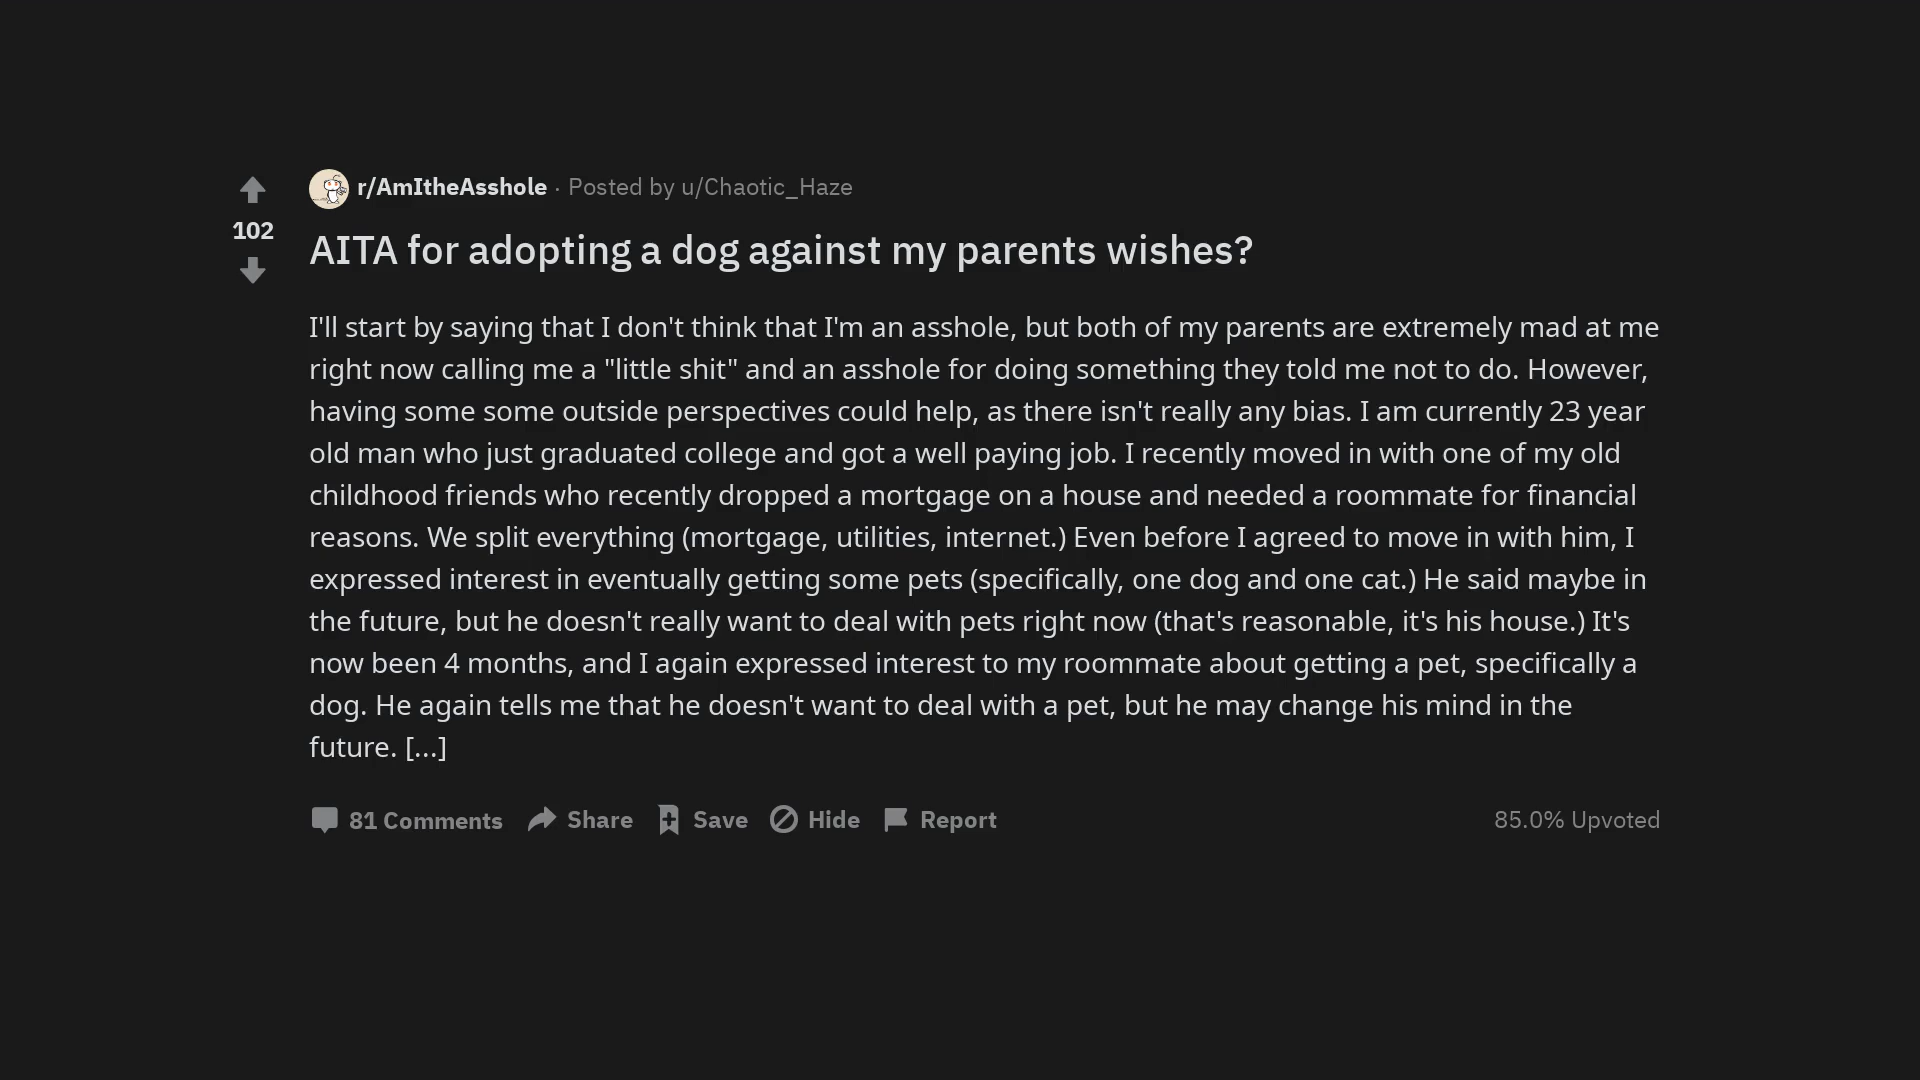 r/AmItheAsshole · Posted by u/Chaotic_Haze
102
AITA for adopting a dog against my parents wishes?
I'll start by saying that I don't think that I'm an asshole, but both of my parents are extremely mad at me
right now calling me a "little shit" and an asshole for doing something they told me not to do. However,
having some some outside perspectives could help, as there isn't really any bias. I am currently 23 year
old man who just graduated college and got a well paying job. I recently moved in with one of my old
childhood friends who recently dropped a mortgage on a house and needed a roommate for financial
reasons. We split everything (mortgage, utilities, internet.) Even before I agreed to move in with him, I
expressed interest in eventually getting some pets (specifically, one dog and one cat.) He said maybe in
the future, but he doesn't really want to deal with pets right now (that's reasonable, it's his house.) It's
now been 4 months, and I again expressed interest to my roommate about getting a pet, specifically a
dog. He again tells me that he doesn't want to deal with a pet, but he may change his mind in the
future. [...]
81 Comments Share Save Hide Report 85.0% Upvoted